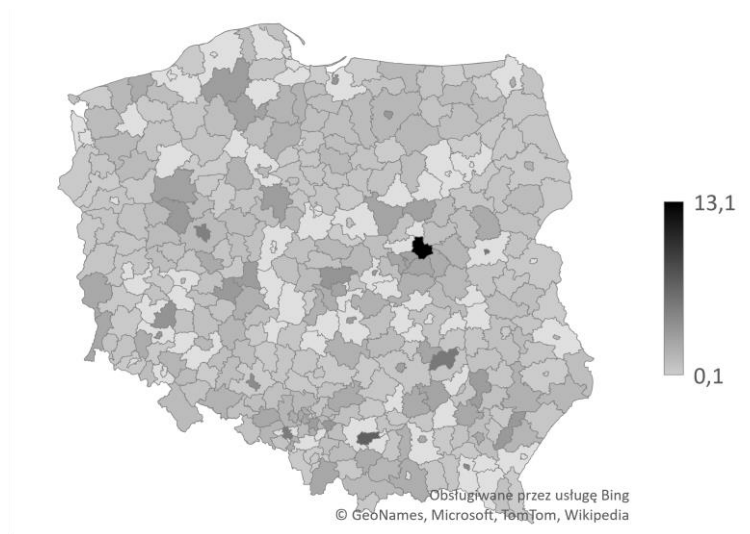 13,1
0,1
Obsługiwane przez usługę Bing
© GeoNames, Microsoft, TomTom, Wikipedia